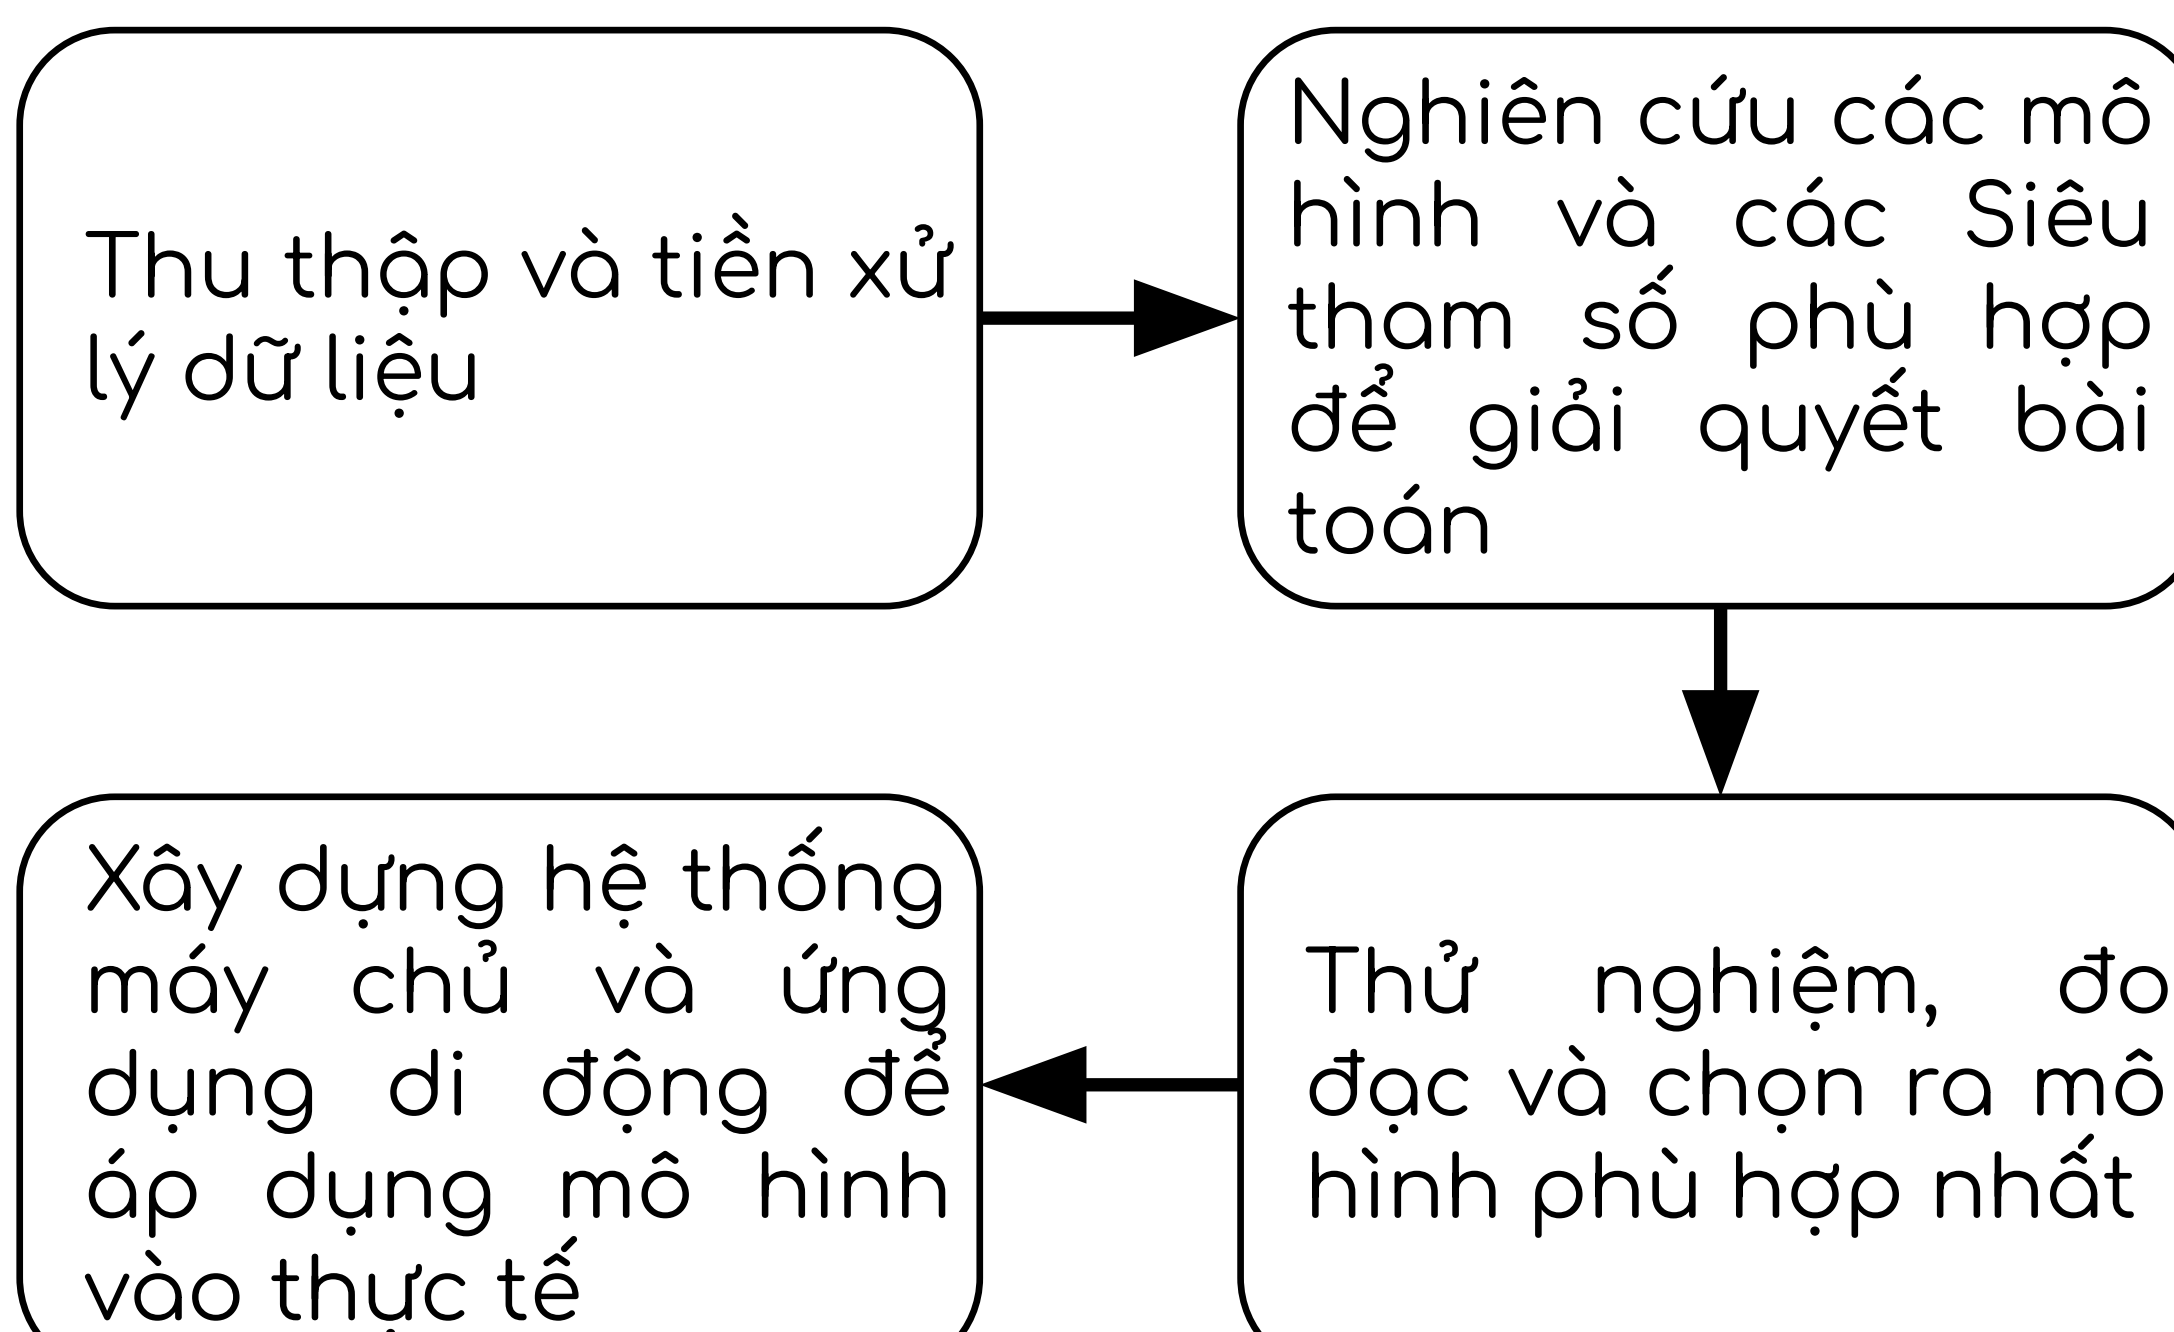 Thu thập và tiền xử
lý dữ liệu
Nghiên cứu các mô
hình và các Siêu
tham số phù hợp
để giải quyết bài
toán
Thử nghiệm, đo
đạc và chọn ra mô
hình phù hợp nhất
Xây dựng hệ thống
máy chủ và ứng
dụng di động để
áp dụng mô hình
vào thực tế